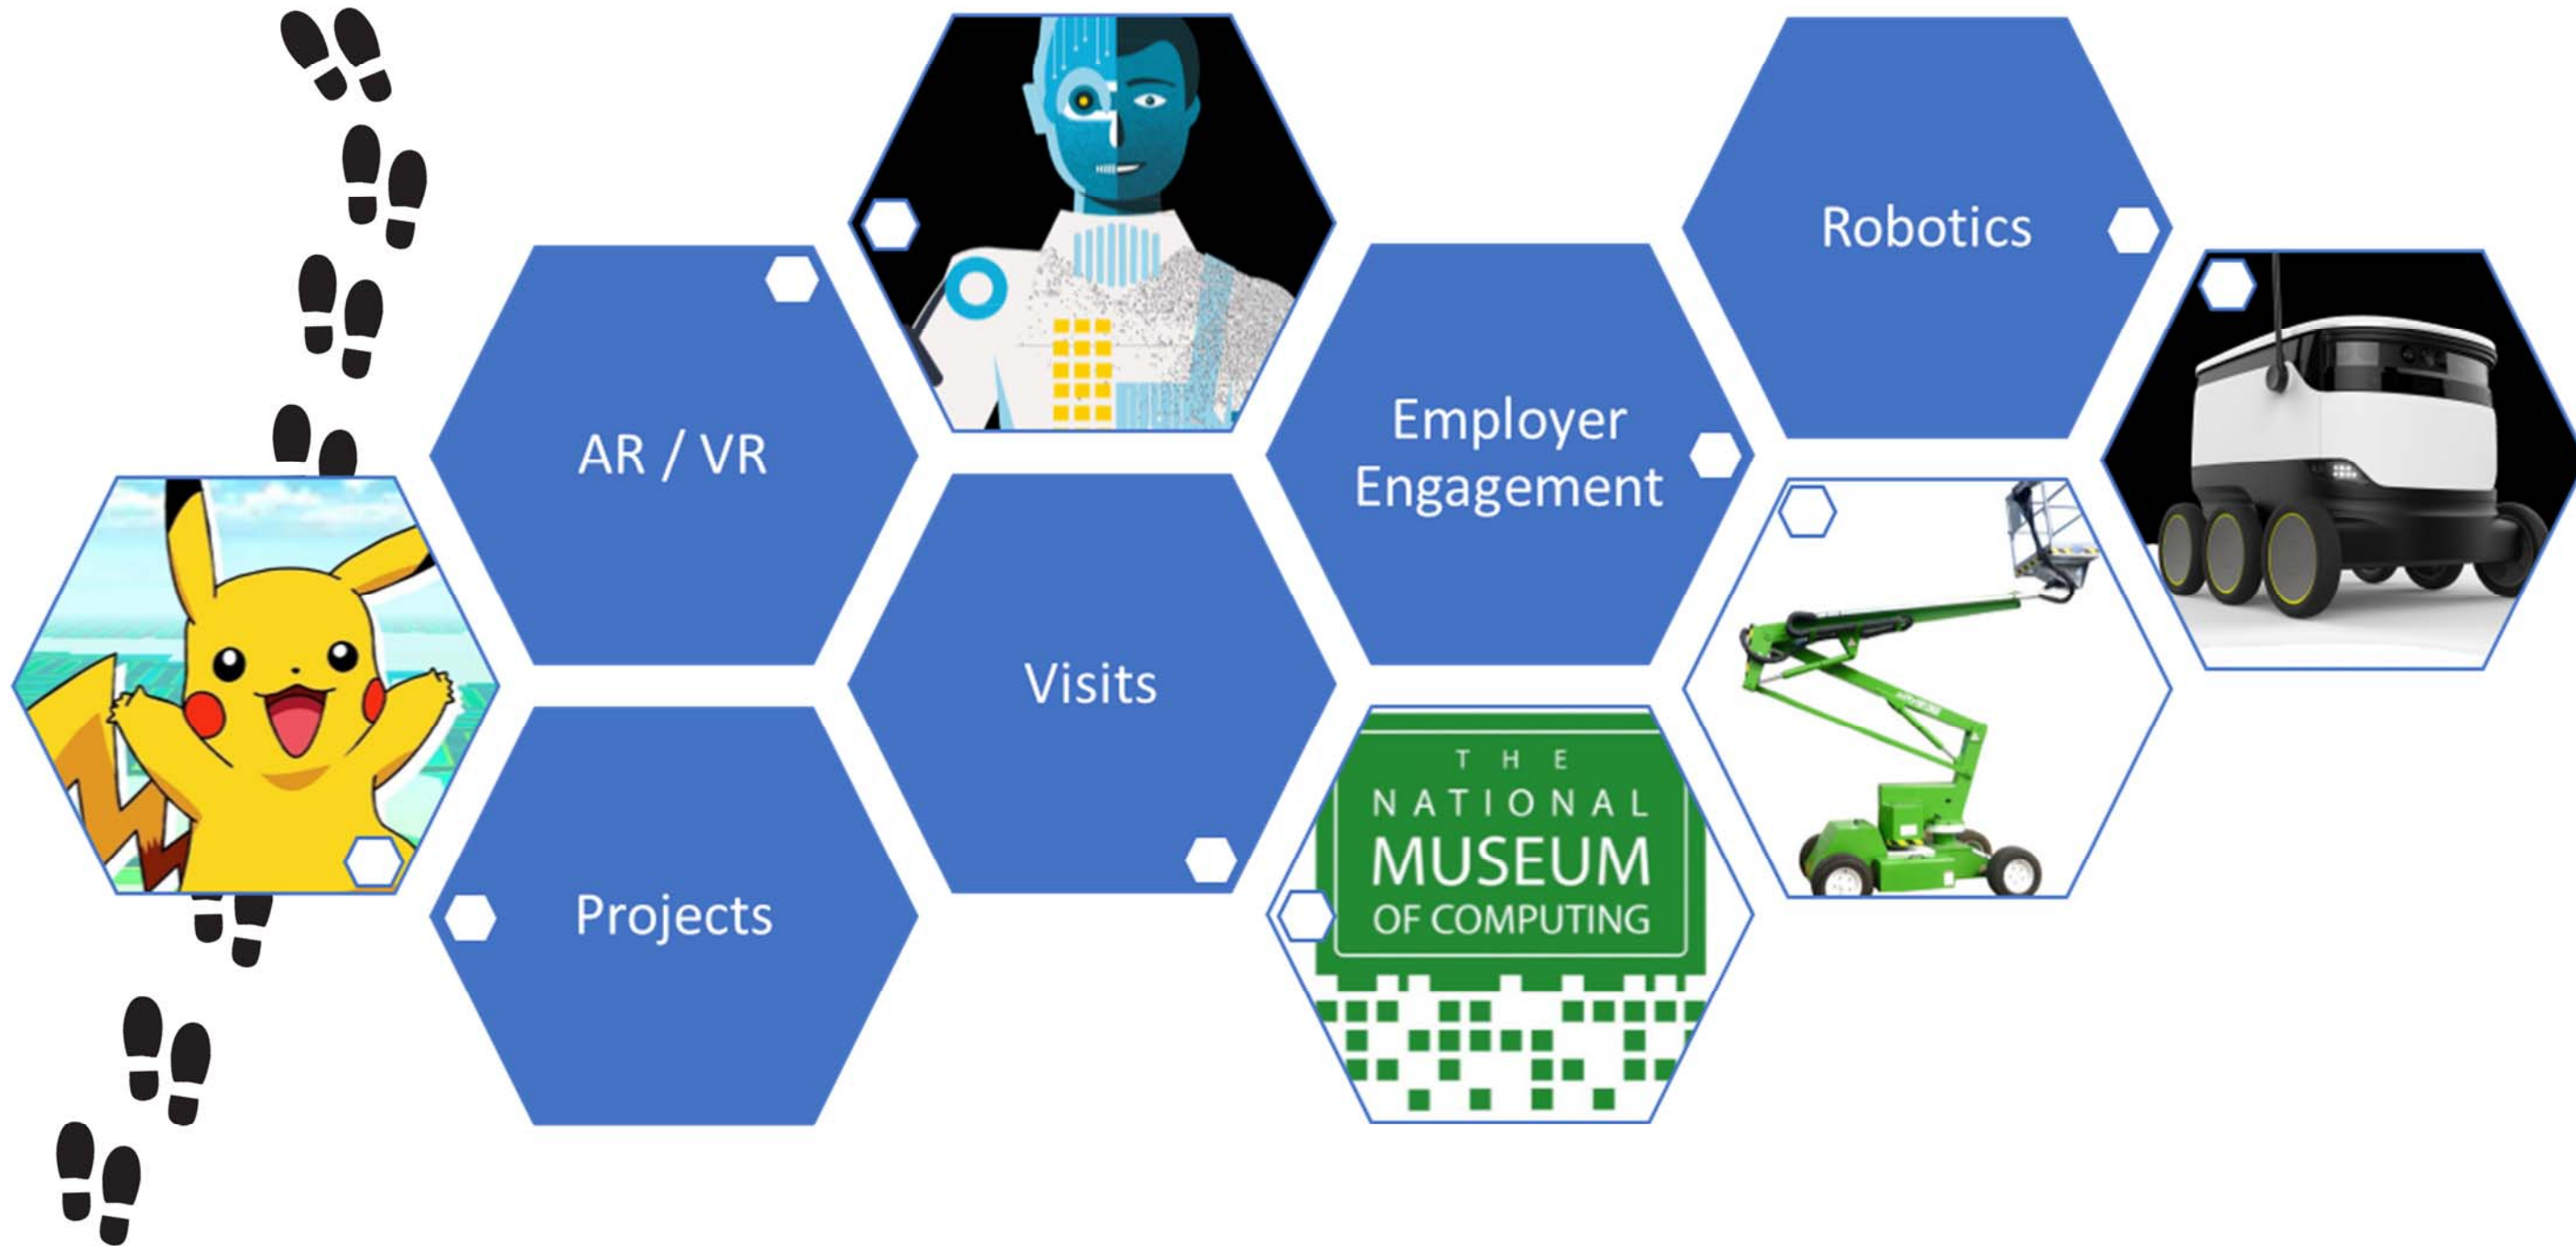 AR / VR
Projects
Visits
Employer
Engagement
THE
NATIONAL
MUSEUM
OF COMPUTING
Robotics